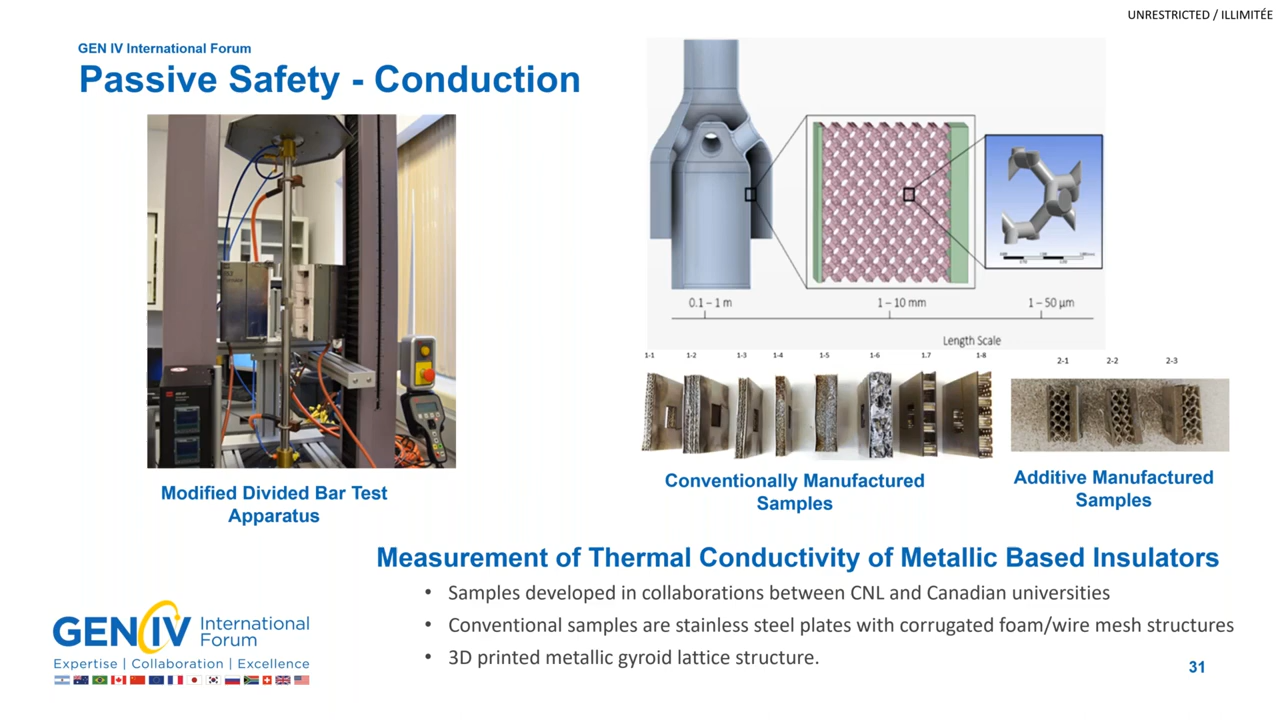 UNRESTRICTED / ILLIMITÉE
GEN IV International Forum
Passive Safety - Conduction
0.1 – 1 m
1 – 10 mm
1 – 50 µm
Length Scale
1-1
1-2
1-3
1-4
1-5
1-6
1.7
1-8
2-1
2-2
2-3
Modified Divided Bar Test
Apparatus
Conventionally Manufactured
Samples
Additive Manufactured
Samples
Measurement of Thermal Conductivity of Metallic Based Insulators
• Samples developed in collaborations between CNL and Canadian universities
• Conventional samples are stainless steel plates with corrugated foam/wire mesh structures
• 3D printed metallic gyroid lattice structure.
GEN IV International
Forum
Expertise | Collaboration | Excellence
31